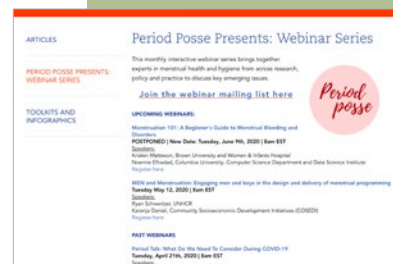 ARTICLES
PERIOD POSSE PRESENTS:
WEBINAR SERIES
TOOLKITS AND
INFOGRAPHICS
Period Posse Presents: Webinar Series
This monthly interactive webinar series brings together
experts in menstrual health and hygiene from across research,
policy and practice to discuss key emerging issues.
Join the webinar mailing list here
Period
posse
UPCOMING WEBINARS:
Menstruation 101: A Beginner's Guide to Menstrual Bleeding and
Disorders
POSTPONED | New Date: Tuesday, June 9th, 2020 | 8am EST
Speakers:
Kristen Matteson, Brown University and Women & Infants Hospital
Noemie Elhadad, Columbia University, Computer Science Department and Data Science Institute
Register here
MEN and Menstruation: Engaging men and boys in the design and delivery of menstrual programming
Tuesday May 12, 2020 | 8am EST
Speakers:
Ryan Schweitzer, UNHCR
Karanja Daniel, Community Socioeconomic Development Initiatives (COSEDI)
Register here
PAST WEBINARS
Period Talk: What Do We Need To Consider During COVID-19
Tuesday, April 21th, 2020 | 8am EST
Speakers: